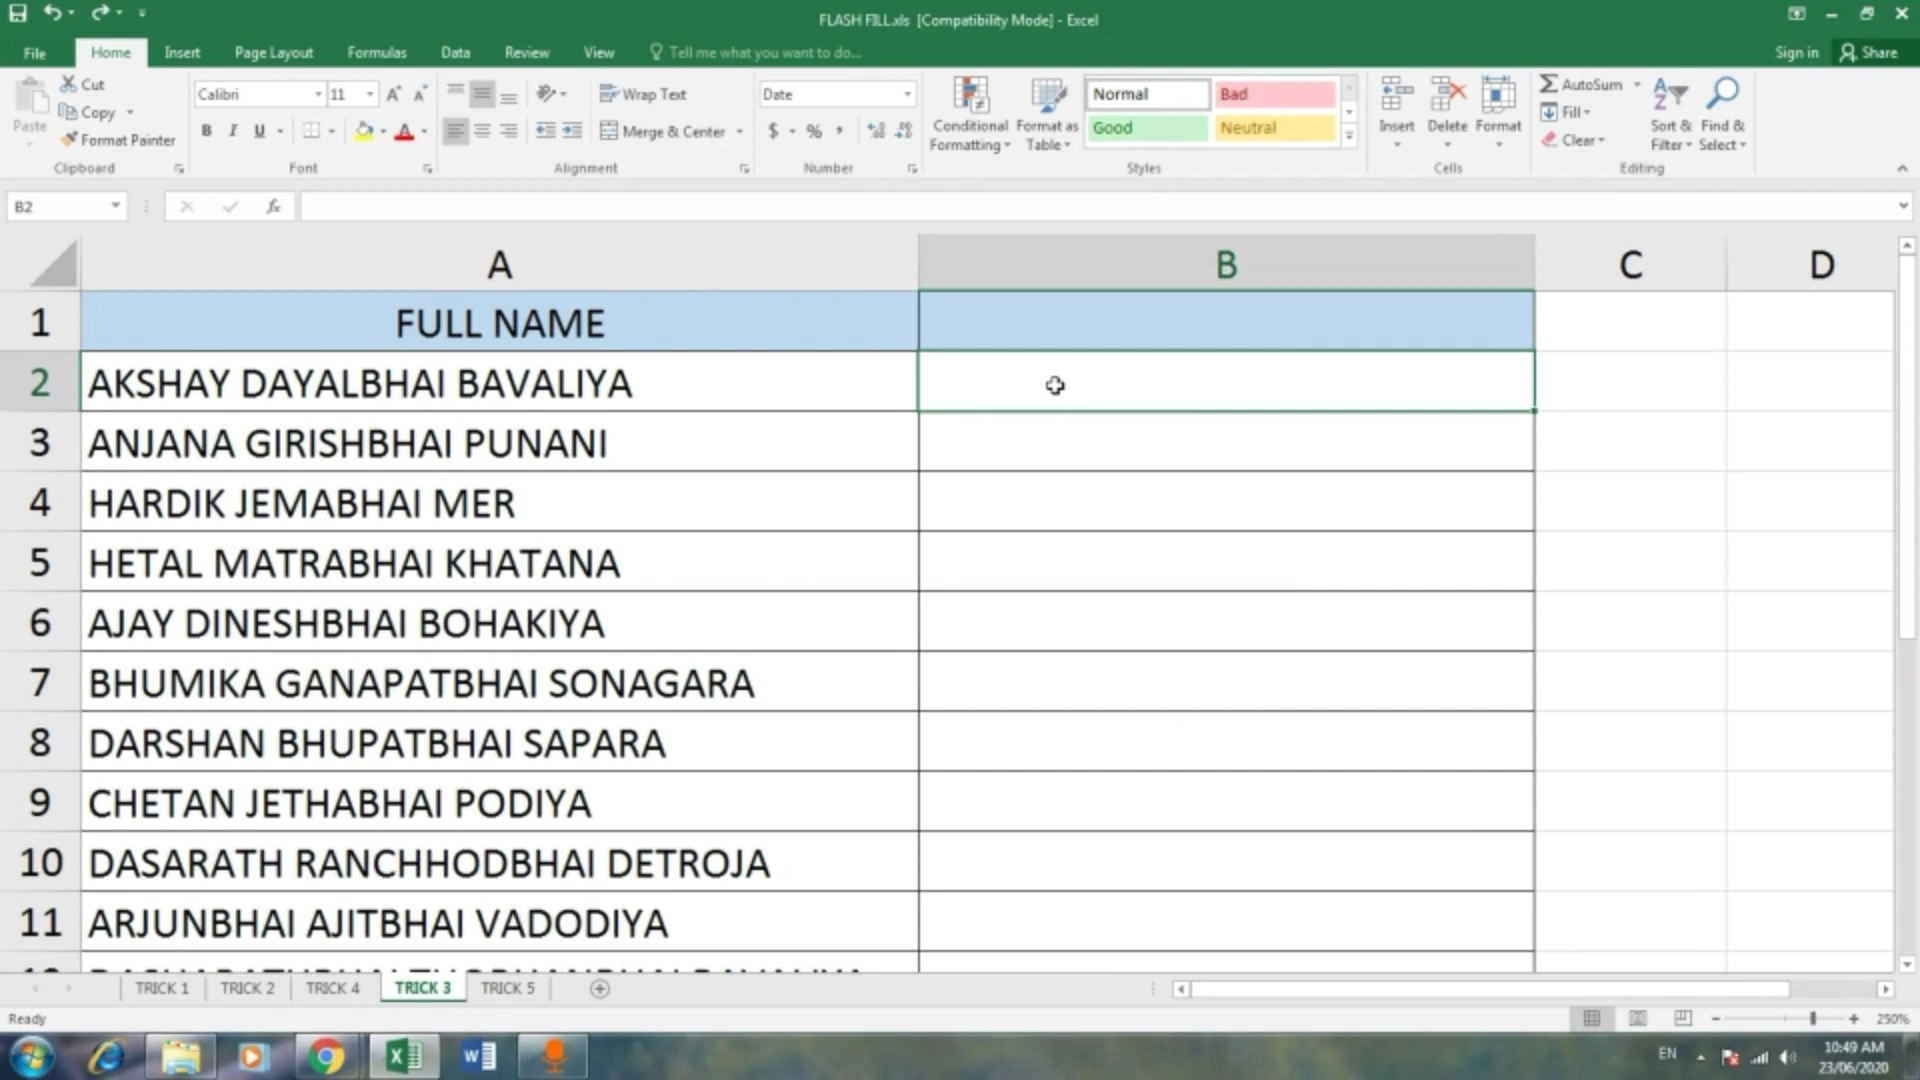 FLASH FILL.xls [Compatibility Mode] - Excel
File Home Insert Page Layout Formulas Data Review View Tell me what you want to do... Sign in Share
Paste Cut Copy Format Painter Clipboard
Calibri 11 B I U Font
Wrap Text Merge & Center Alignment
Date $ % , Number
Conditional Formatting Format as Table
Normal Bad Good Neutral Styles
Insert Delete Format Cells
AutoSum Fill Clear Sort & Filter Find & Select Editing
B2 fx
A B C D
1 FULL NAME
2 AKSHAY DAYALBHAI BAVALIYA
3 ANJANA GIRISHBHAI PUNANI
4 HARDIK JEMABHAI MER
5 HETAL MATRABHAI KHATANA
6 AJAY DINESHBHAI BOHAKIYA
7 BHUMIKA GANAPATBHAI SONAGARA
8 DARSHAN BHUPATBHAI SAPARA
9 CHETAN JETHABHAI PODIYA
10 DASARATH RANCHHODBHAI DETROJA
11 ARJUNBHAI AJITBHAI VADODIYA
TRICK 1 TRICK 2 TRICK 4 TRICK 3 TRICK 5
Ready 250%
EN 10:49 AM
23/06/2020